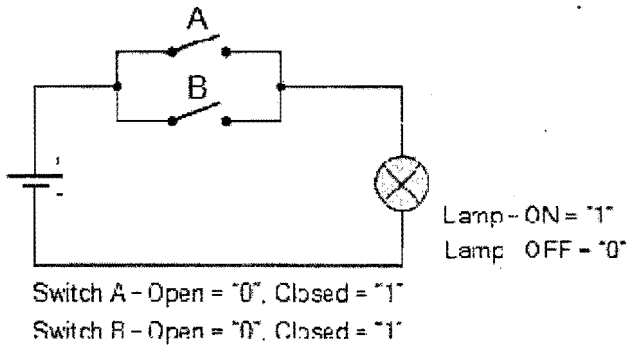 A
B
Lamp-ON = "1"
Lamp OFF = "0"
Switch A - Open = "0", Closed = "1"
Switch B - Open = "0", Closed = "1"